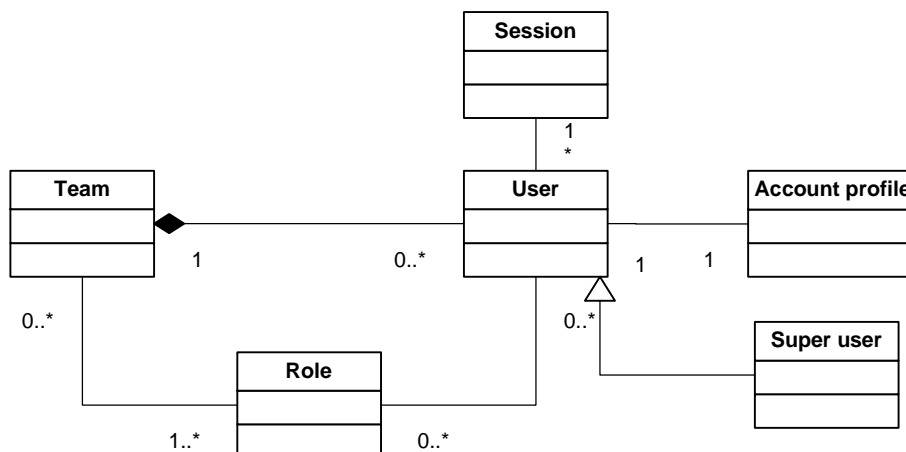 Session
1
*
Team
User
Account profile
1
0..*
1
1
0..*
0..*
Super user
Role
1..*
0..*